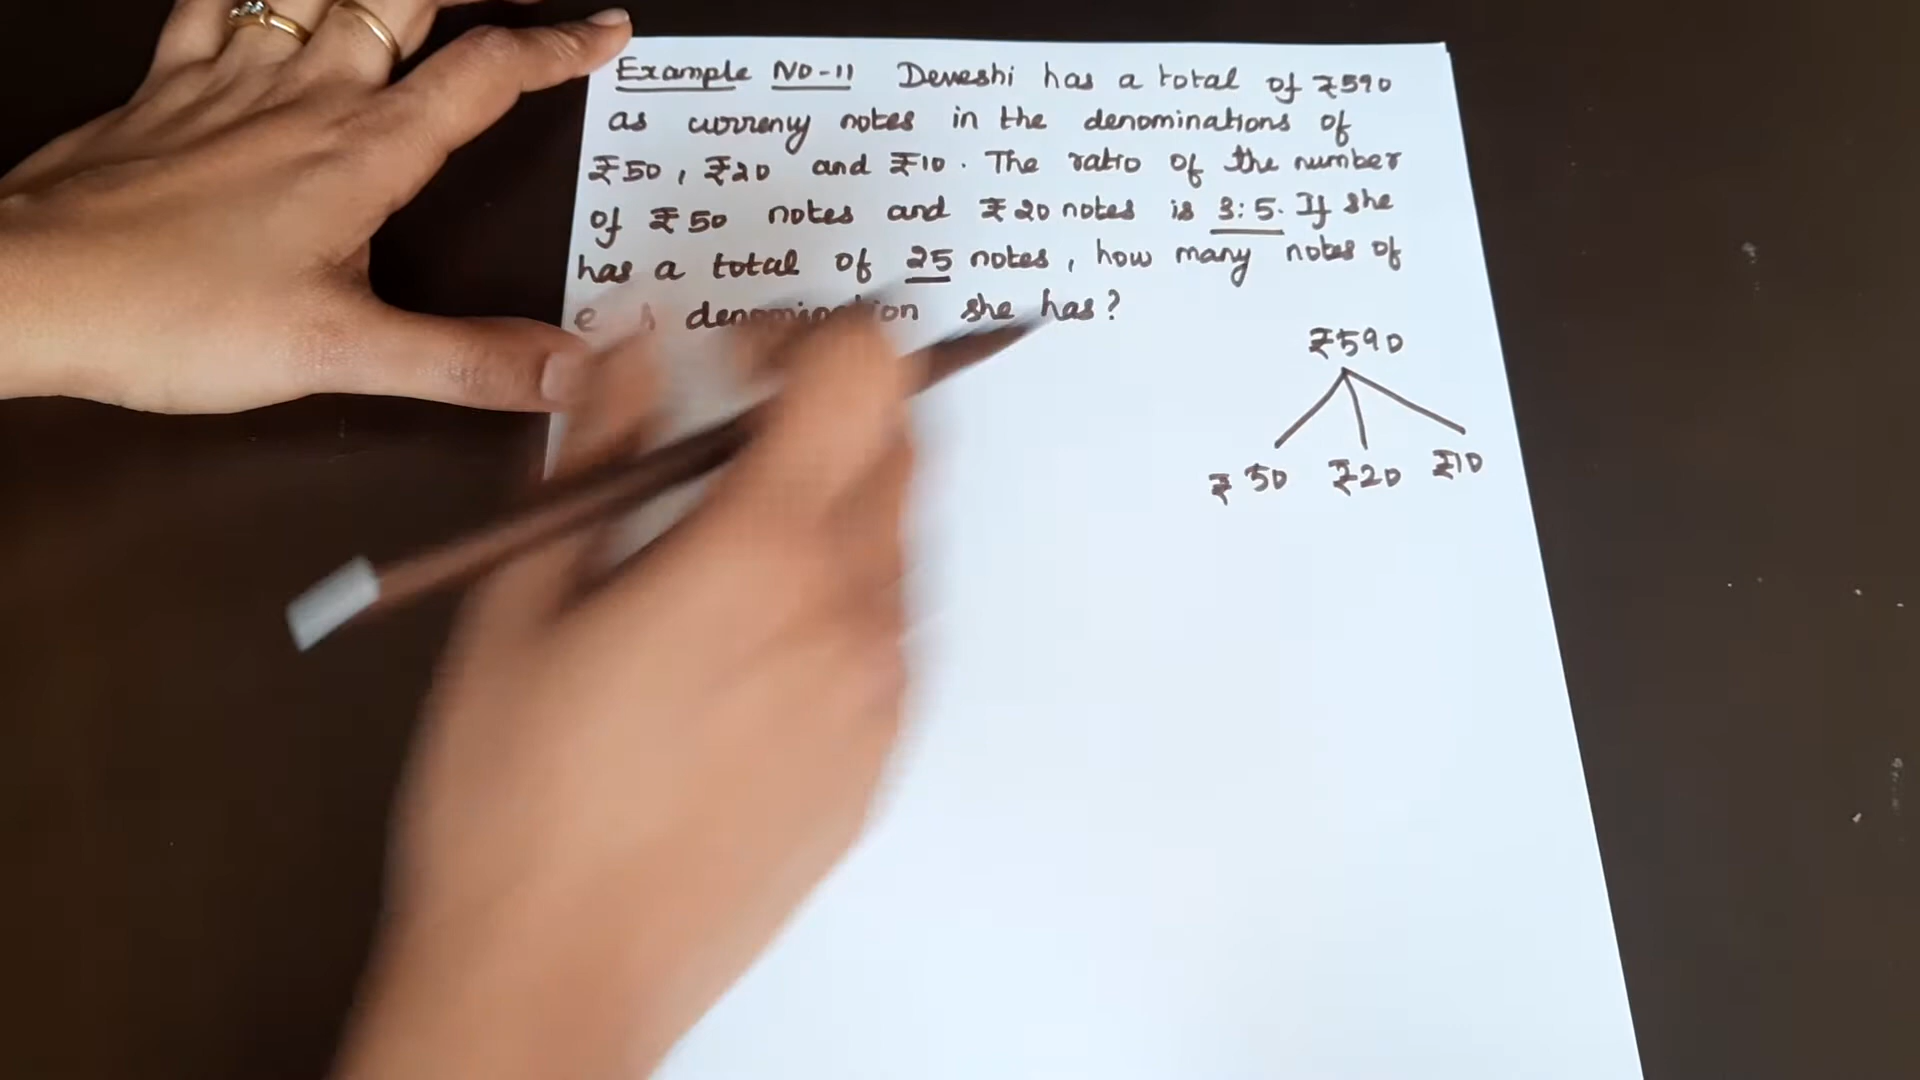 Example No-11 Deveshi has a total of ₹590
as curreny notes in the denominations of
₹50, ₹20 and ₹10. The ratio of the number
of ₹50 notes and ₹20 notes is 3:5. If she
has a total of 25 notes, how many notes of
denomination she has?
₹590
₹50 ₹20 ₹10